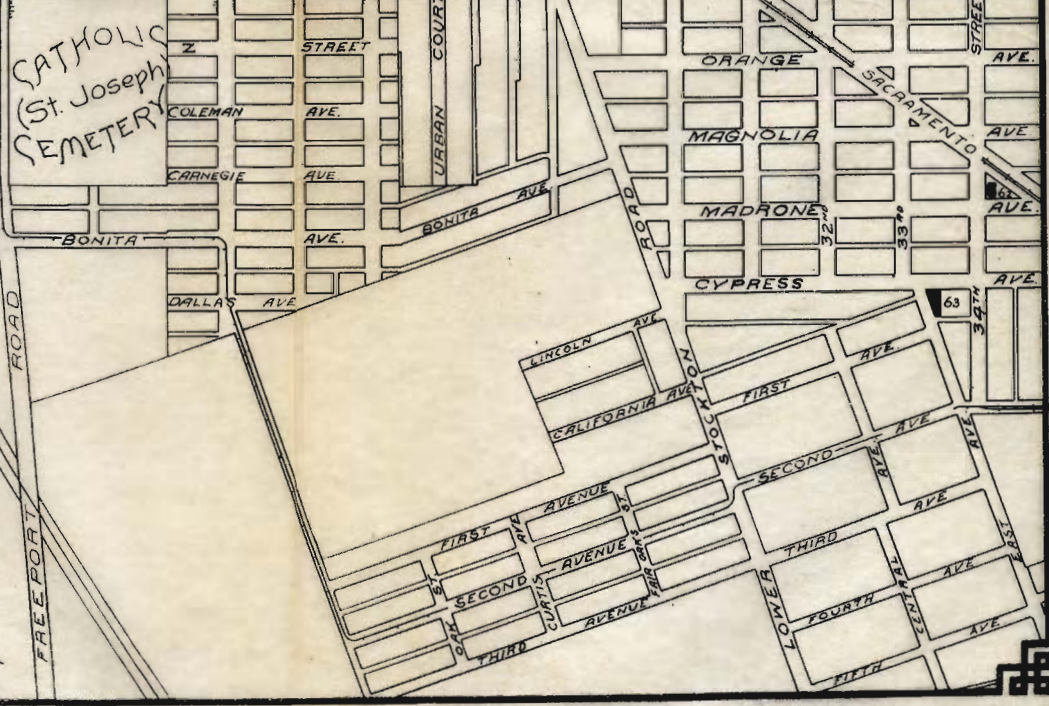 CATHOLIC
(St. Joseph)
CEMETERY
Z STREET
COLEMAN AVE.
CARNEGIE AVE.
BONITA AVE.
DALLAS AVE
URBAN COURT
BONITA AVE
ORANGE AVE.
MAGNOLIA AVE
MADRONE AVE.
CYPRESS AVE
SACRAMENTO
STREET
32ND
33RD
34TH
62
63
LOWER STOCKTON ROAD
LINCOLN AVE
CALIFORNIA AVE
FIRST AVE
SECOND AVE
THIRD AVE
FOURTH AVE
FIFTH AVE
CENTRAL AVE
EAST AVE
FIRST AVENUE
SECOND AVENUE
THIRD AVENUE
OAK ST
CURTIS AVE
FAIR OAKS ST
FREEPORT ROAD